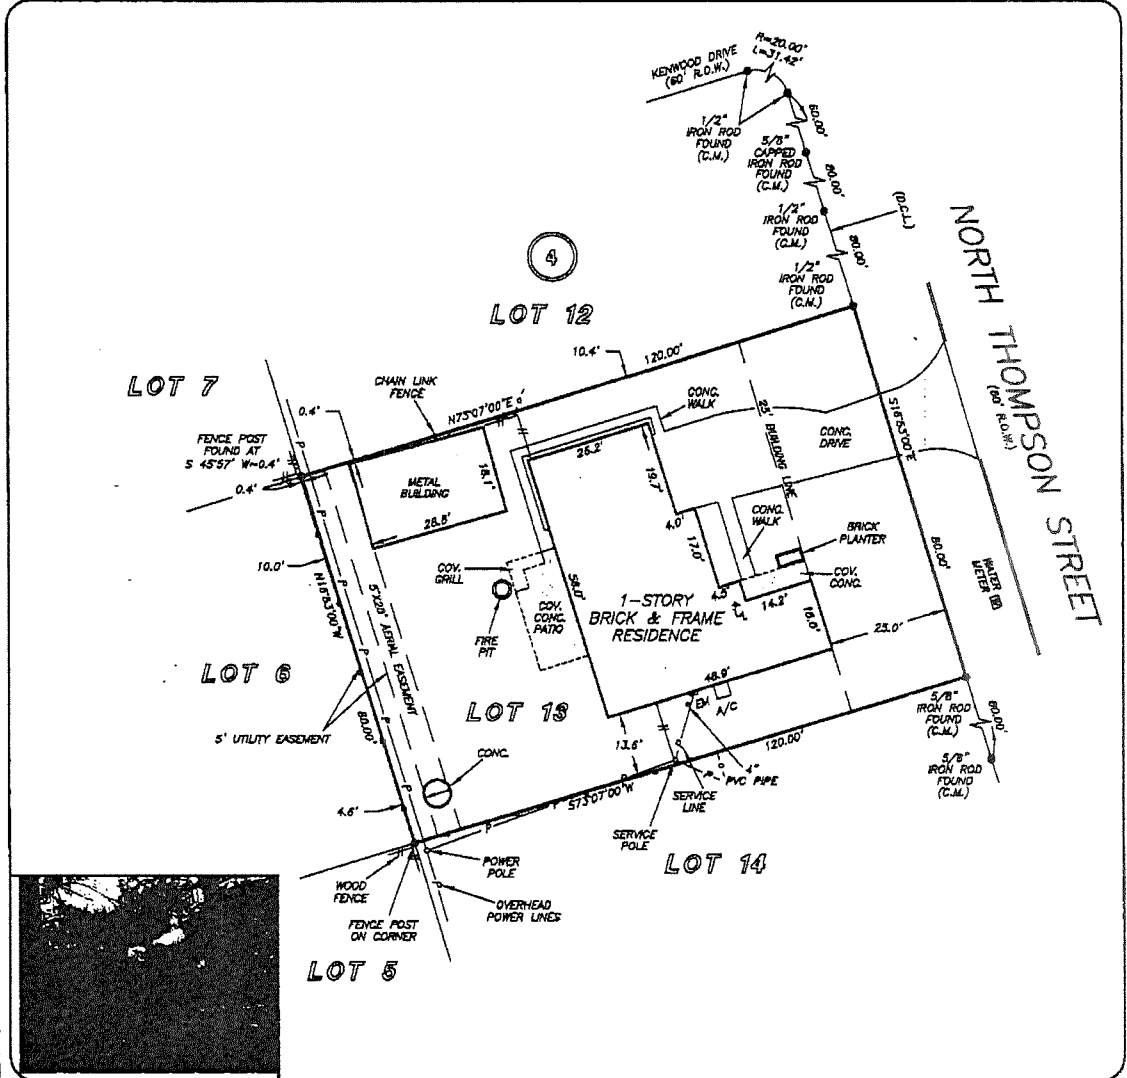 R=20.00'
L=31.42'
KENWOOD DRIVE
(60' R.O.W.)
1/2"
IRON ROD
FOUND
(C.M.)
60.00'
5/8"
CAPPED
IRON ROD
FOUND
(C.M.)
80.00'
1/2"
IRON ROD
FOUND
(C.M.)
(D.C.L.)
80.00'
1/2"
IRON ROD
FOUND
(C.M.)
NORTH THOMPSON STREET
(60' R.O.W.)
4
LOT 12
10.4'
120.00'
LOT 7
CHAIN LINK
FENCE
0.4'
N73°07'00"E
CONC.
WALK
25' BUILDING LINE
S16°53'00"E
CONC.
DRIVE
FENCE POST
FOUND AT
S 45°57' W~0.4'
0.4'
METAL
BUILDING
18.1'
28.5'
19.7'
4.0'
CONC.
WALK
17.0'
BRICK
PLANTER
80.00'
WATER
METER
10.0'
N16°53'00"W
COV.
GRILL
58.0'
COV.
CONC.
PATIO
FIRE
PIT
4.5'
14.2'
COV.
CONC.
1-STORY
BRICK & FRAME
RESIDENCE
25.0'
5'X20' AERIAL EASEMENT
LOT 6
LOT 13
48.9'
EM
A/C
5/8"
IRON ROD
FOUND
(C.M.)
80.00'
5/8"
IRON ROD
FOUND
(C.M.)
5' UTILITY EASEMENT
80.00'
CONC.
13.6'
120.00'
4"
PVC PIPE
S73°07'00"W
SERVICE
LINE
4.6'
SERVICE
POLE
LOT 14
POWER
POLE
WOOD
FENCE
OVERHEAD
POWER LINES
FENCE POST
ON CORNER
LOT 5